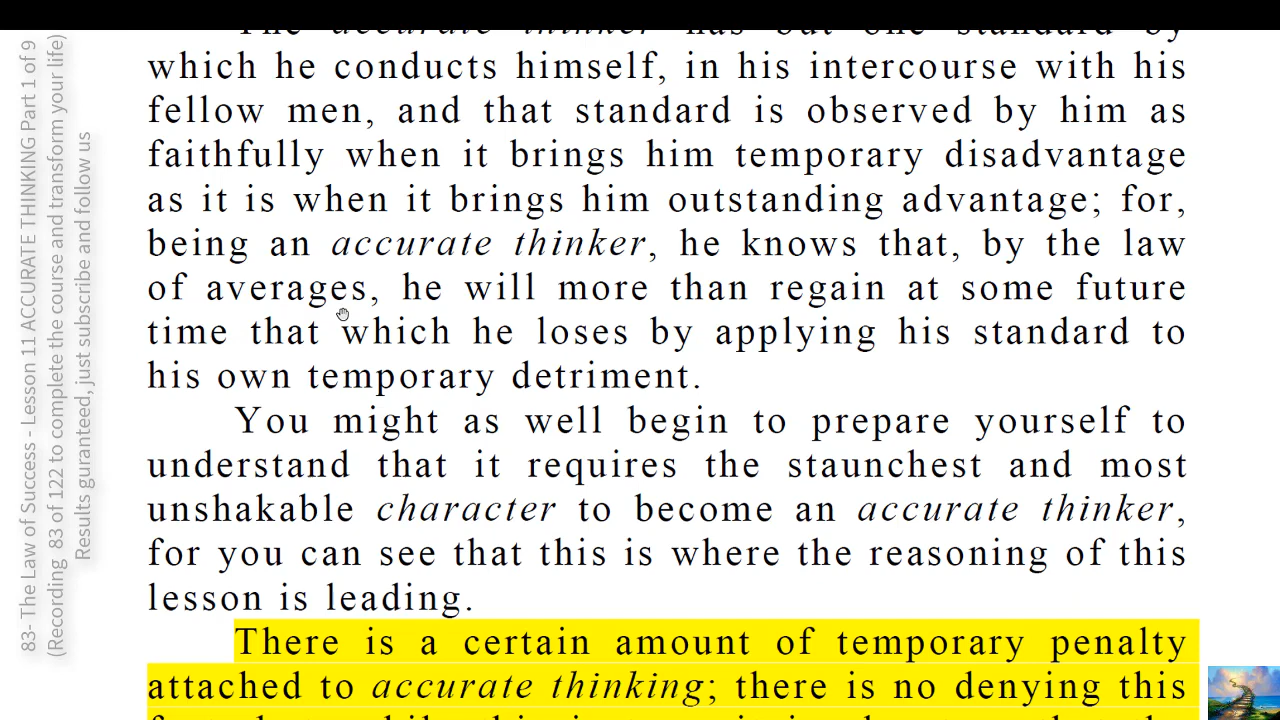 The accurate thinker has but one standard by
which he conducts himself, in his intercourse with his
fellow men, and that standard is observed by him as
faithfully when it brings him temporary disadvantage
as it is when it brings him outstanding advantage; for,
being an accurate thinker, he knows that, by the law
of averages, he will more than regain at some future
time that which he loses by applying his standard to
his own temporary detriment.
You might as well begin to prepare yourself to
understand that it requires the staunchest and most
unshakable character to become an accurate thinker,
for you can see that this is where the reasoning of this
lesson is leading.
There is a certain amount of temporary penalty
attached to accurate thinking; there is no denying this
83- The Law of Success - Lesson 11 ACCURATE THINKING Part 1 of 9
(Recording 83 of 122 to complete the course and transform your life)
Results guranteed, just subscribe and follow us